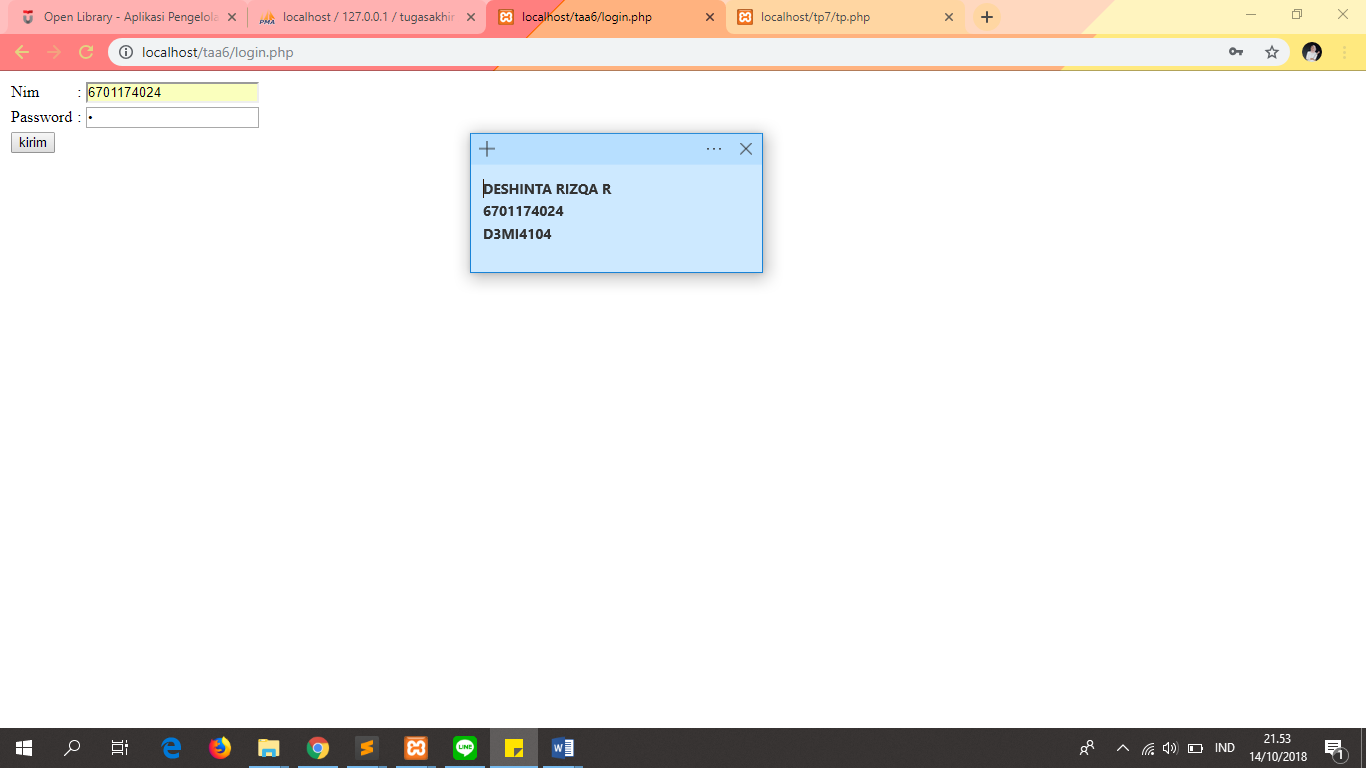 Open Library - Aplikasi Pengelola
localhost / 127.0.0.1 / tugasakhir
localhost/taa6/login.php
localhost/tp7/tp.php
localhost/taa6/login.php
Nim : 6701174024
Password : •
kirim
DESHINTA RIZQA R
6701174024
D3MI4104
IND
21.53
14/10/2018
1